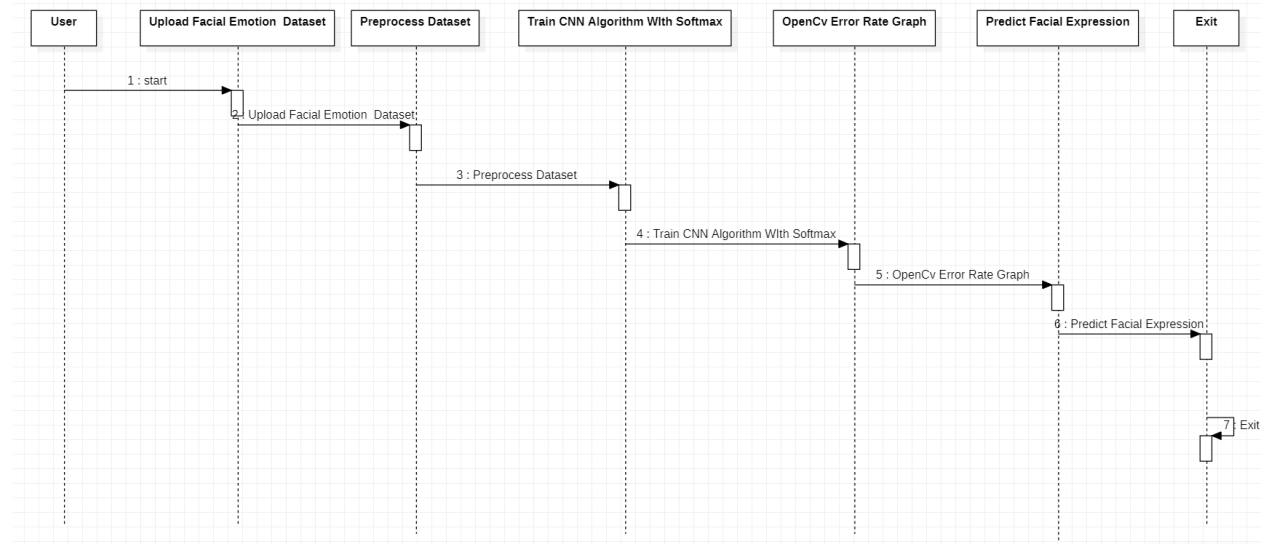 User
Upload Facial Emotion  Dataset
Preprocess Dataset
Train CNN Algorithm WIth Softmax
OpenCv Error Rate Graph
Predict Facial Expression
Exit
1 : start
2 : Upload Facial Emotion  Dataset
3 : Preprocess Dataset
4 : Train CNN Algorithm WIth Softmax
5 : OpenCv Error Rate Graph
6 : Predict Facial Expression
7 : Exit